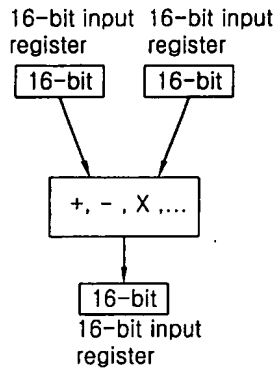 16-bit input 16-bit input
register register
16-bit 16-bit
+, - , X ,...
16-bit
16-bit input
register